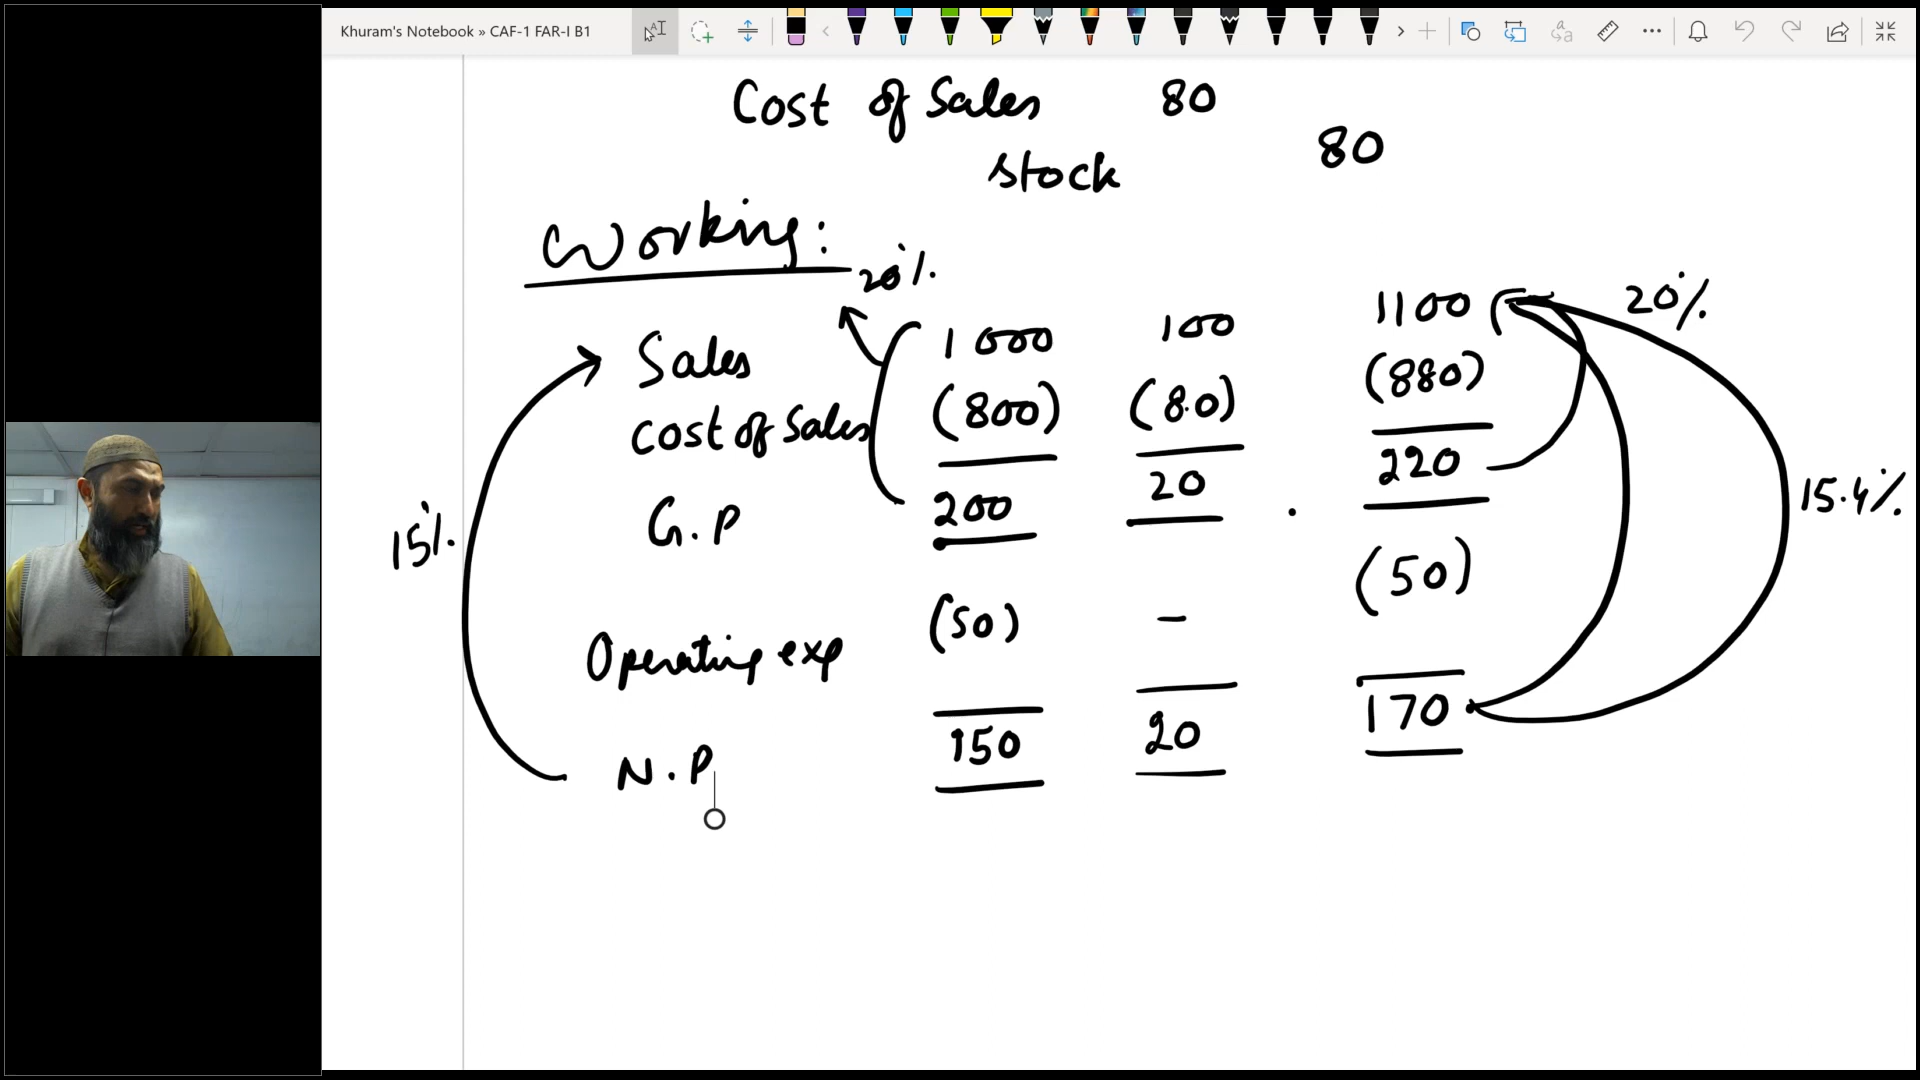 Khuram's Notebook » CAF-1 FAR-I B1
Cost of Sales 80
Stock 80
Working:
20%
Sales 1000 100 1100 20%
Cost of Sales (800) (80) (880)
G.P 200 20 . 220
15% 15.4%
Operating exp (50) - (50)
N.P 150 20 170